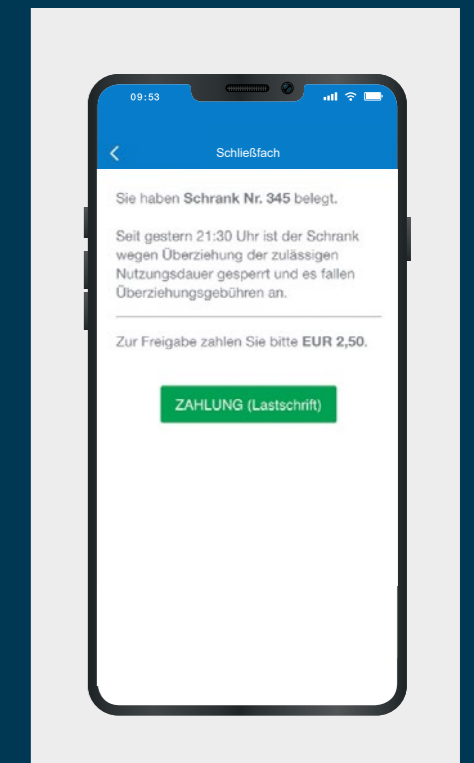 09:53
Schließfach
Sie haben Schrank Nr. 345 belegt.
Seit gestern 21:30 Uhr ist der Schrank
wegen Überziehung der zulässigen
Nutzungsdauer gesperrt und es fallen
Überziehungsgebühren an.
Zur Freigabe zahlen Sie bitte EUR 2,50.
ZAHLUNG (Lastschrift)